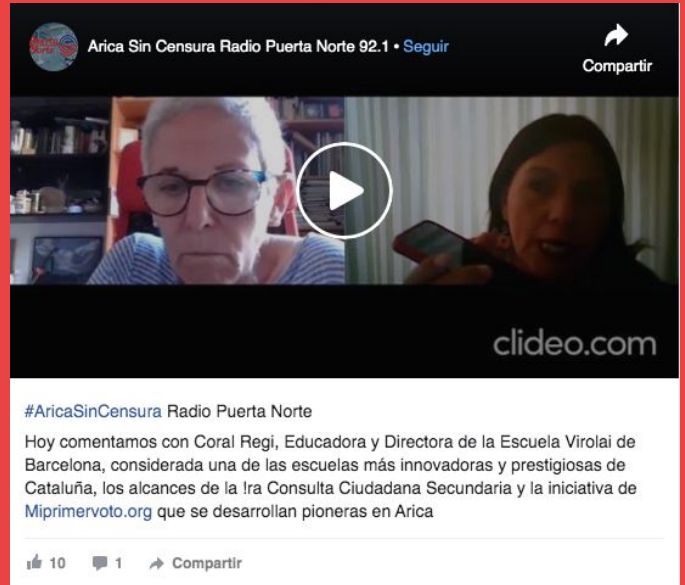 Arica Sin Censura Radio Puerta Norte 92.1 • Seguir
Compartir
clideo.com
#AricaSinCensura Radio Puerta Norte
Hoy comentamos con Coral Regi, Educadora y Directora de la Escuela Virolai de
Barcelona, considerada una de las escuelas más innovadoras y prestigiosas de
Cataluña, los alcances de la !ra Consulta Ciudadana Secundaria y la iniciativa de
Miprimervoto.org que se desarrollan pioneras en Arica
10 1 Compartir